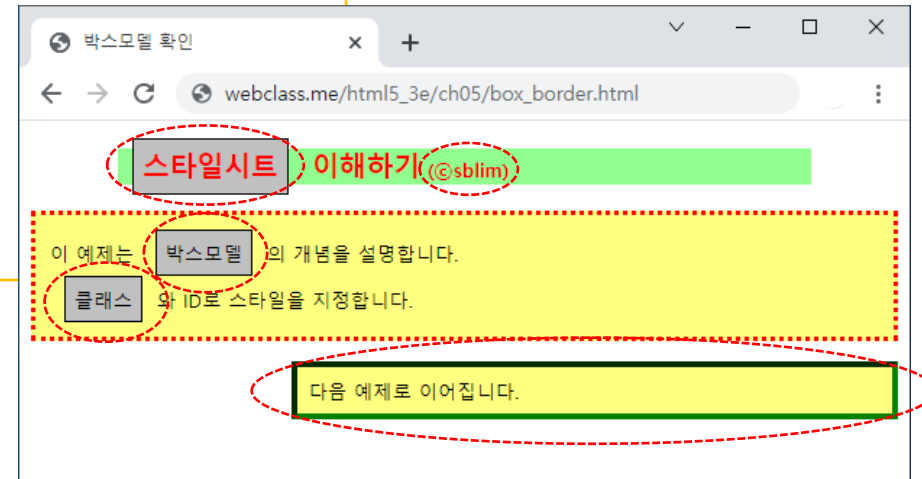 박스모델 확인
webclass.me/html5_3e/ch05/box_border.html
스타일시트 이해하기 (©sblim)
이 예제는 박스모델 의 개념을 설명합니다.
클래스 와 ID로 스타일을 지정합니다.
다음 예제로 이어집니다.